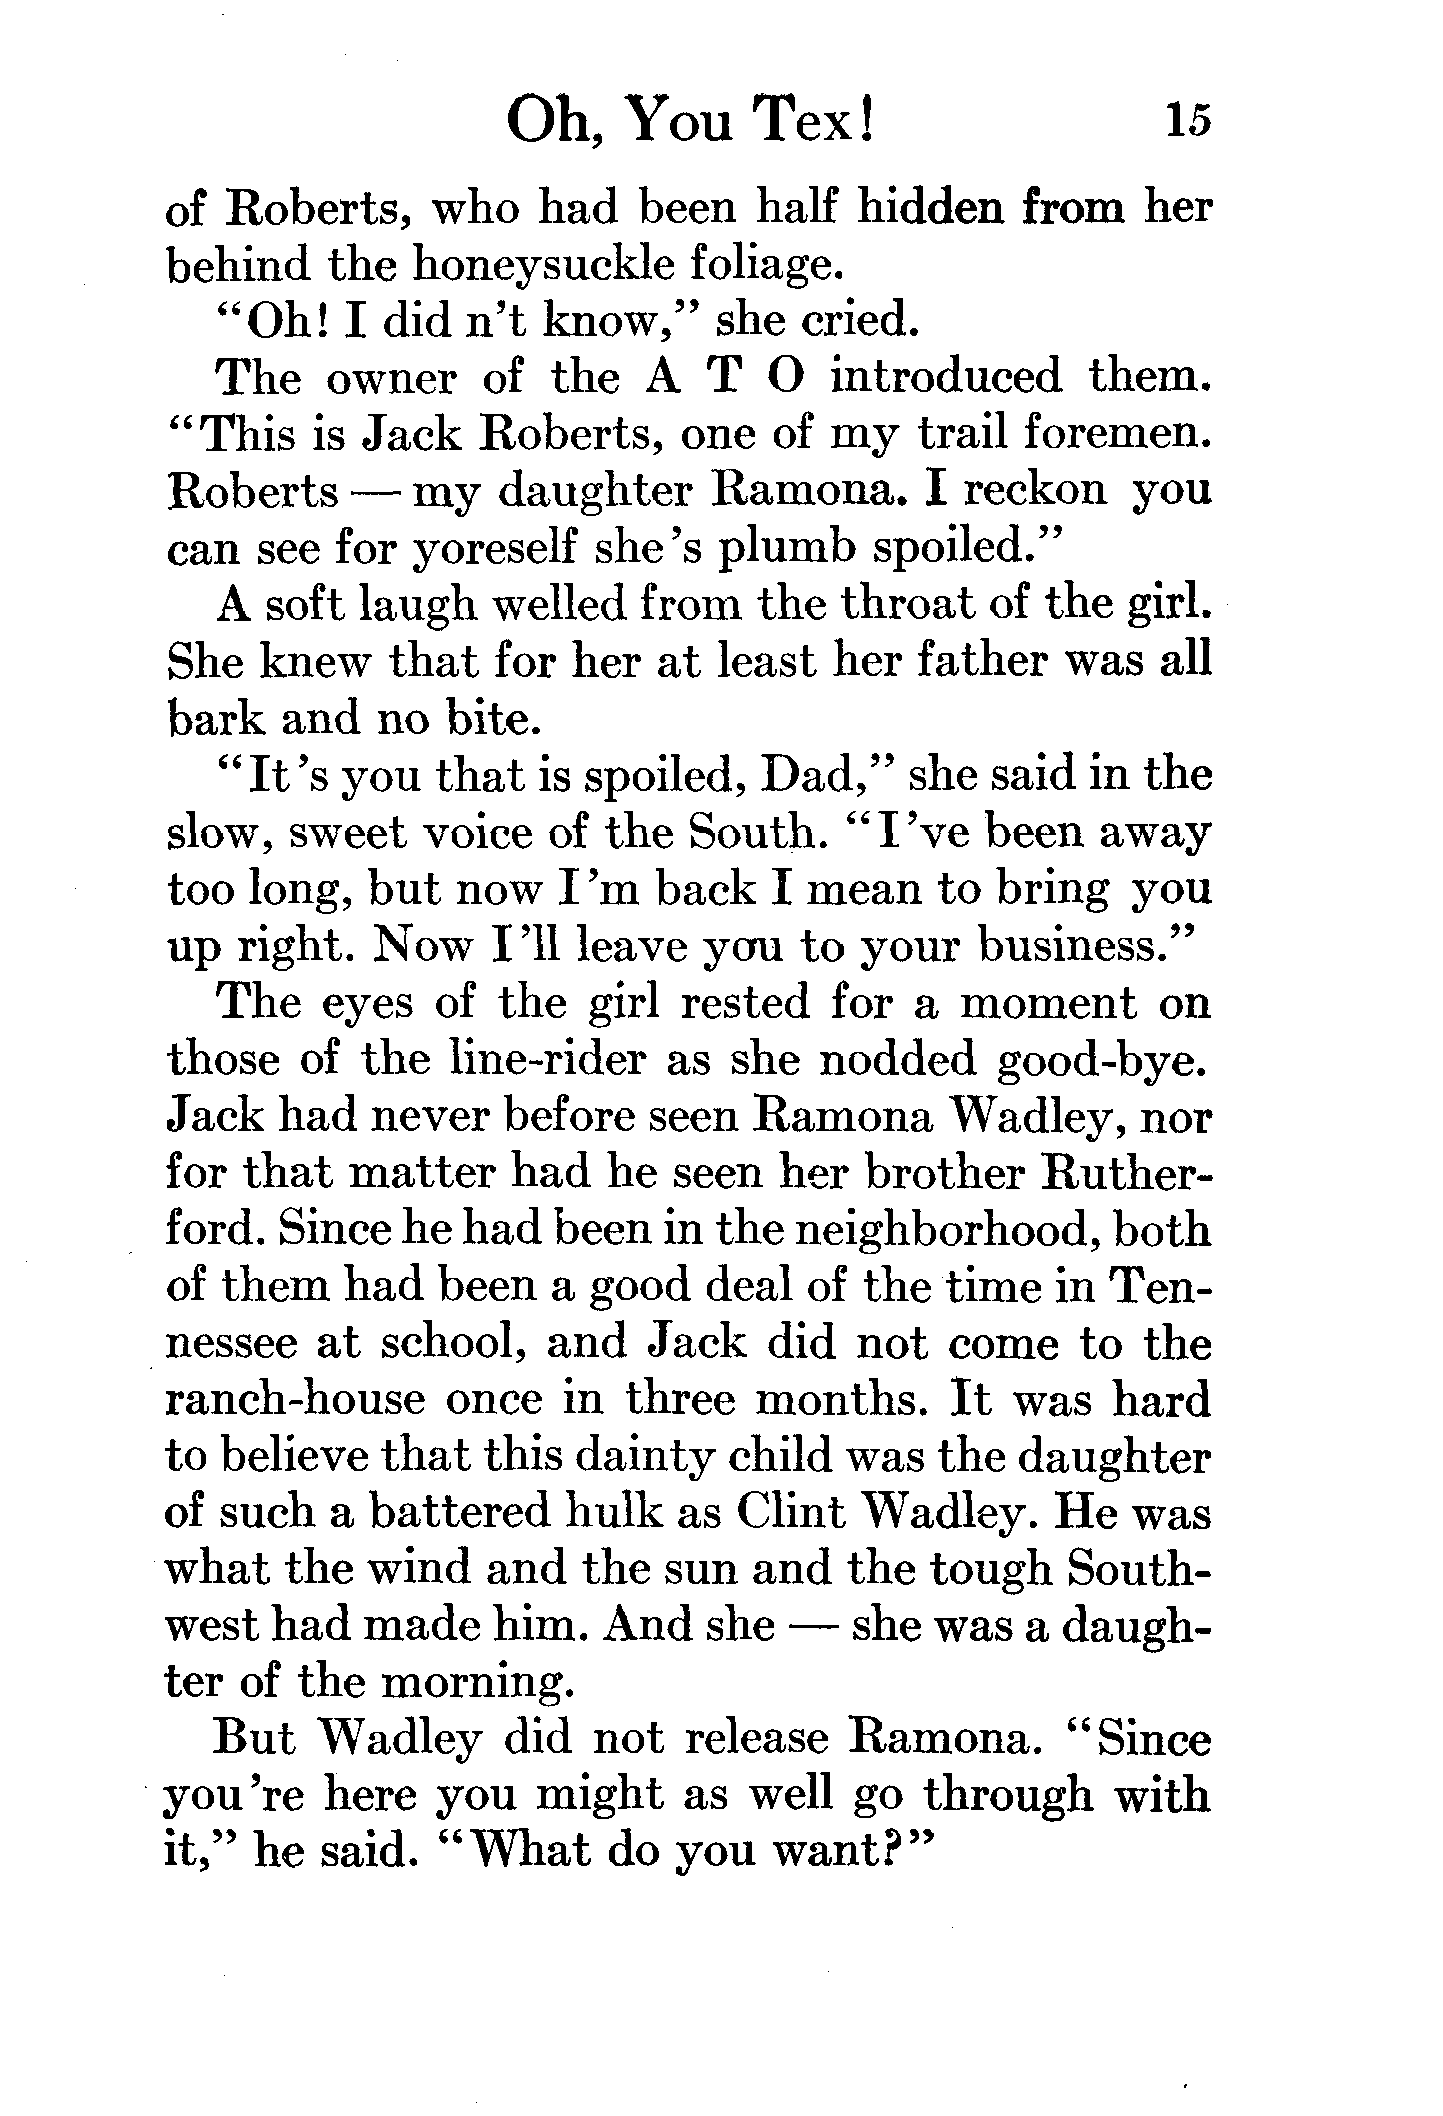 Oh, You Tex! 15
of Roberts, who had been half hidden from her
behind the honeysuckle foliage.
"Oh! I did n't know," she cried.
The owner of the A T O introduced them.
"This is Jack Roberts, one of my trail foremen.
Roberts — my daughter Ramona. I reckon you
can see for yoreself she's plumb spoiled."
A soft laugh welled from the throat of the girl.
She knew that for her at least her father was all
bark and no bite.
"It's you that is spoiled, Dad," she said in the
slow, sweet voice of the South. "I've been away
too long, but now I'm back I mean to bring you
up right. Now I'll leave you to your business."
The eyes of the girl rested for a moment on
those of the line-rider as she nodded good-bye.
Jack had never before seen Ramona Wadley, nor
for that matter had he seen her brother Ruther-
ford. Since he had been in the neighborhood, both
of them had been a good deal of the time in Ten-
nessee at school, and Jack did not come to the
ranch-house once in three months. It was hard
to believe that this dainty child was the daughter
of such a battered hulk as Clint Wadley. He was
what the wind and the sun and the tough South-
west had made him. And she — she was a daugh-
ter of the morning.
But Wadley did not release Ramona. "Since
you're here you might as well go through with
it," he said. "What do you want?"